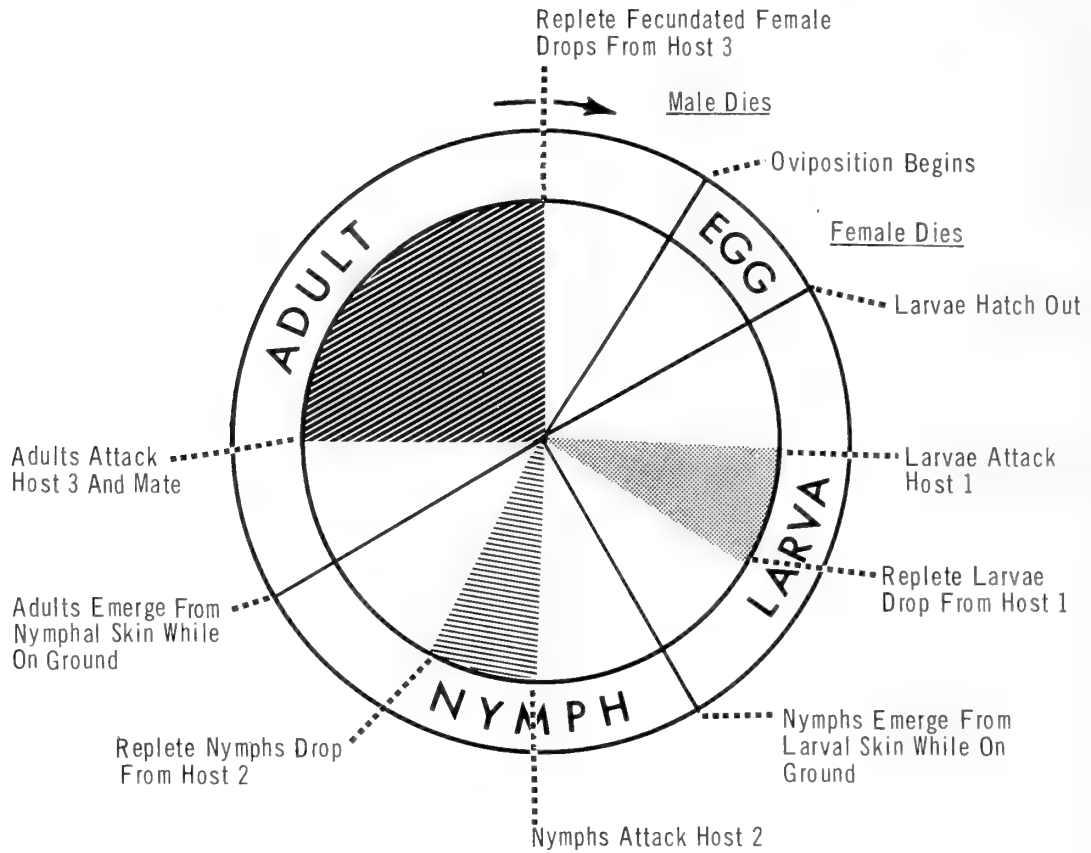 Replete Fecundated Female
Drops From Host 3
Male Dies
Oviposition Begins
EGG
Female Dies
Larvae Hatch Out
ADULT
Adults Attack
Host 3 And Mate
Larvae Attack
Host 1
LARVA
Replete Larvae
Drop From Host 1
Adults Emerge From
Nymphal Skin While
On Ground
NYMPH
Nymphs Emerge From
Larval Skin While On
Ground
Replete Nymphs Drop
From Host 2
Nymphs Attack Host 2